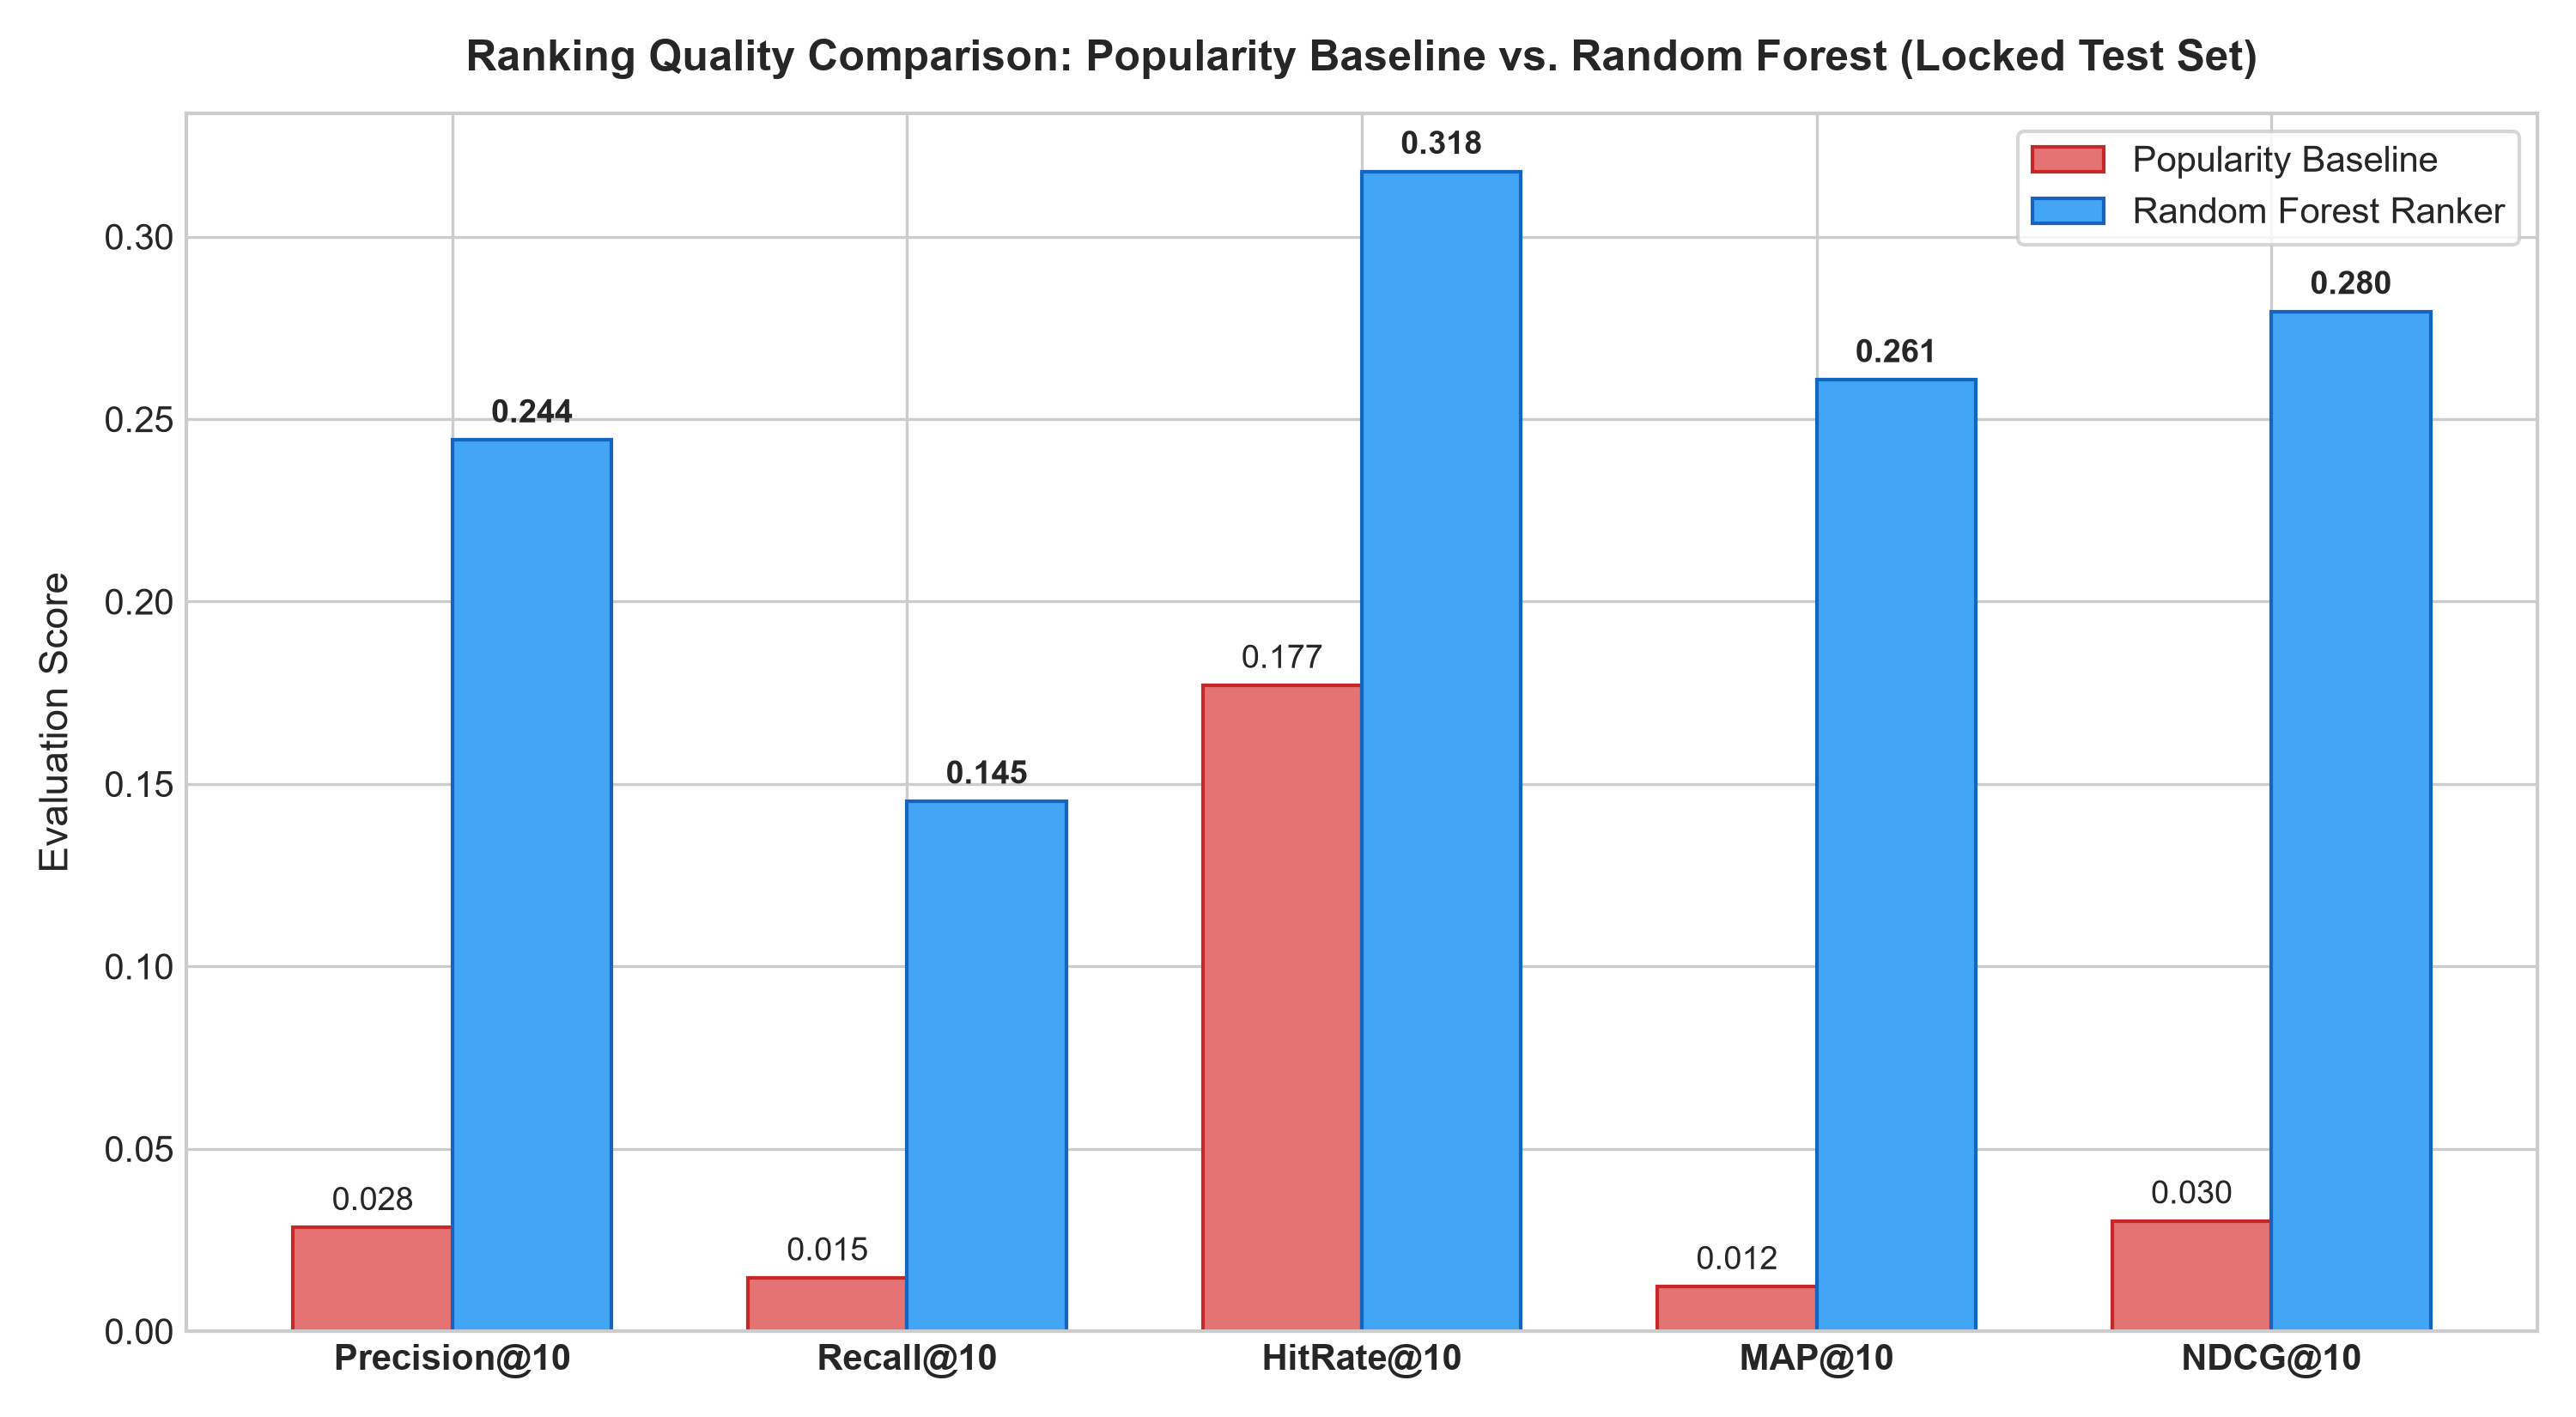 Ranking Quality Comparison: Popularity Baseline vs. Random Forest (Locked Test Set)
Popularity Baseline
Random Forest Ranker
Evaluation Score
0.30
0.25
0.20
0.15
0.10
0.05
0.00
0.028
0.244
0.015
0.145
0.177
0.318
0.012
0.261
0.030
0.280
Precision@10
Recall@10
HitRate@10
MAP@10
NDCG@10